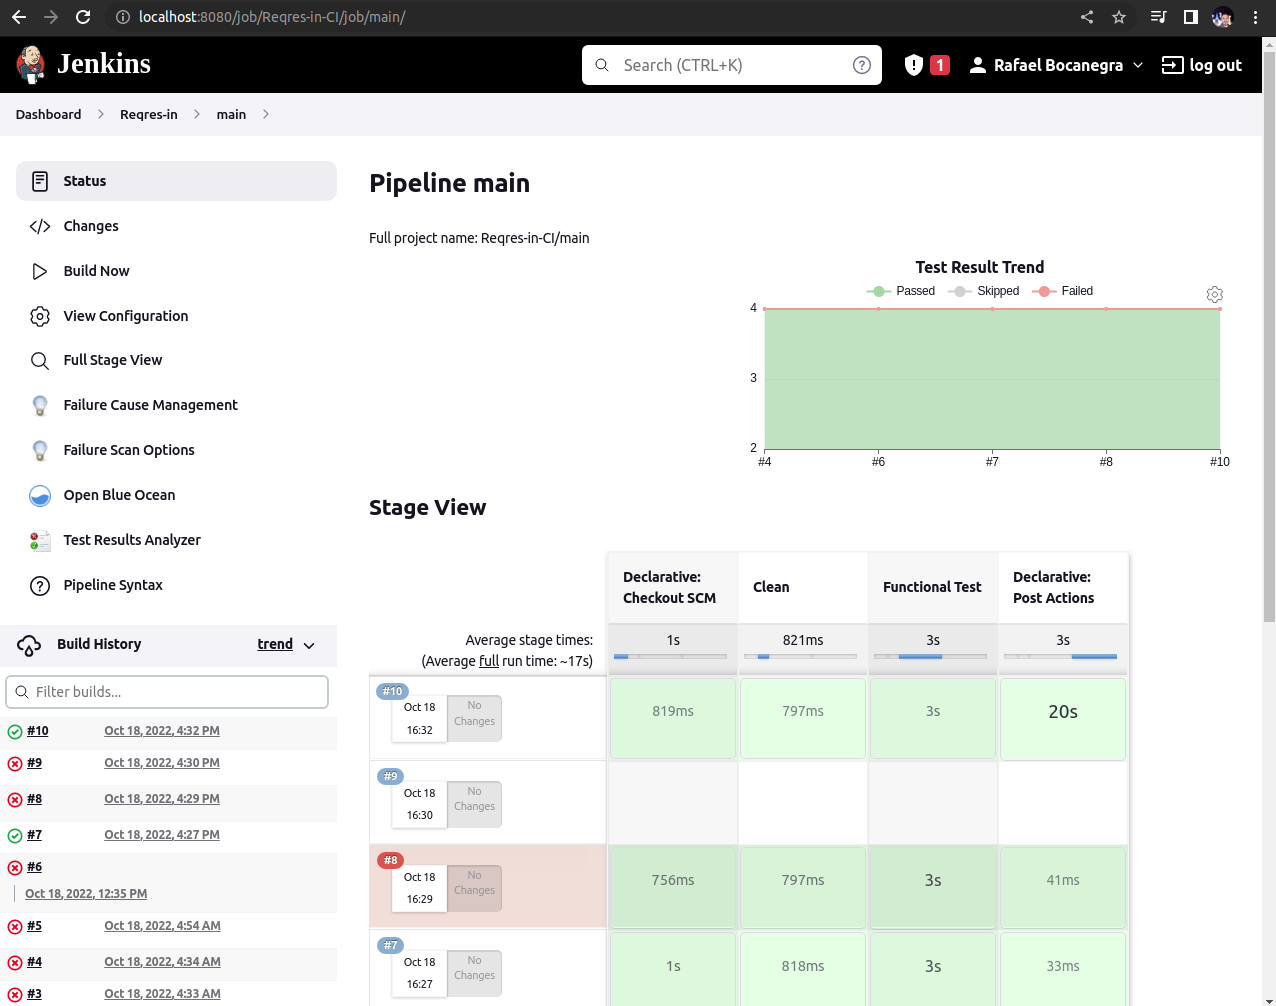 localhost:8080/job/Reqres-in-CI/job/main/
Jenkins
Search (CTRL+K)
1
Rafael Bocanegra
log out
Dashboard
Reqres-in
main
Status
Changes
Build Now
View Configuration
Full Stage View
Failure Cause Management
Failure Scan Options
Open Blue Ocean
Test Results Analyzer
Pipeline Syntax
Build History
trend
Filter builds...
#10 Oct 18, 2022, 4:32 PM
#9 Oct 18, 2022, 4:30 PM
#8 Oct 18, 2022, 4:29 PM
#7 Oct 18, 2022, 4:27 PM
#6
Oct 18, 2022, 12:35 PM
#5 Oct 18, 2022, 4:54 AM
#4 Oct 18, 2022, 4:34 AM
#3 Oct 18, 2022, 4:33 AM
Pipeline main
Full project name: Reqres-in-CI/main
Test Result Trend
Passed Skipped Failed
4
3
2
#4 #6 #7 #8 #10
Stage View
Declarative: Checkout SCM
Clean
Functional Test
Declarative: Post Actions
Average stage times:
(Average full run time: ~17s)
1s 821ms 3s 3s
#10
Oct 18
16:32
No Changes
819ms 797ms 3s 20s
#9
Oct 18
16:30
No Changes
#8
Oct 18
16:29
No Changes
756ms 797ms 3s 41ms
#7
Oct 18
16:27
No Changes
1s 818ms 3s 33ms